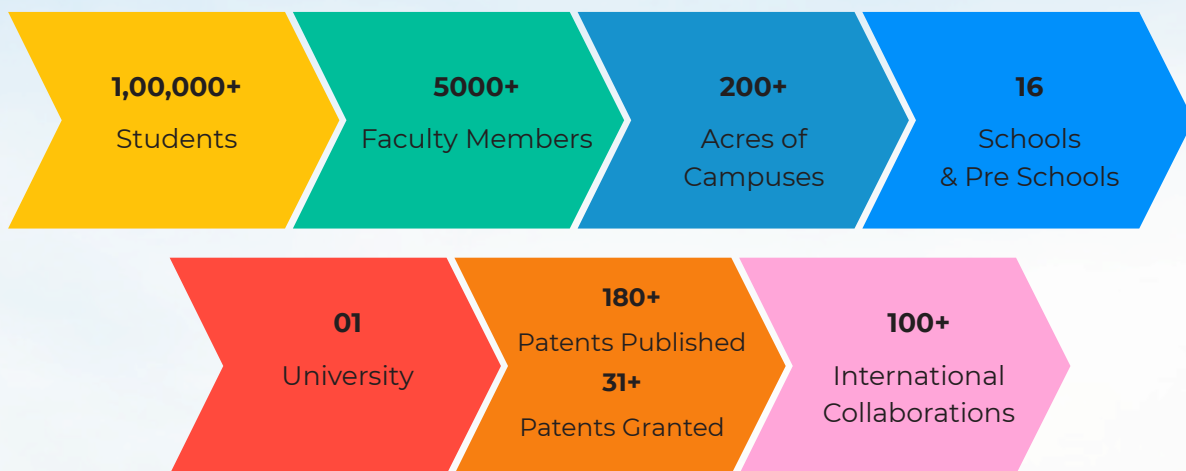 1,00,000+
Students
5000+
Faculty Members
200+
Acres of
Campuses
16
Schools
& Pre Schools
01
University
180+
Patents Published
31+
Patents Granted
100+
International
Collaborations